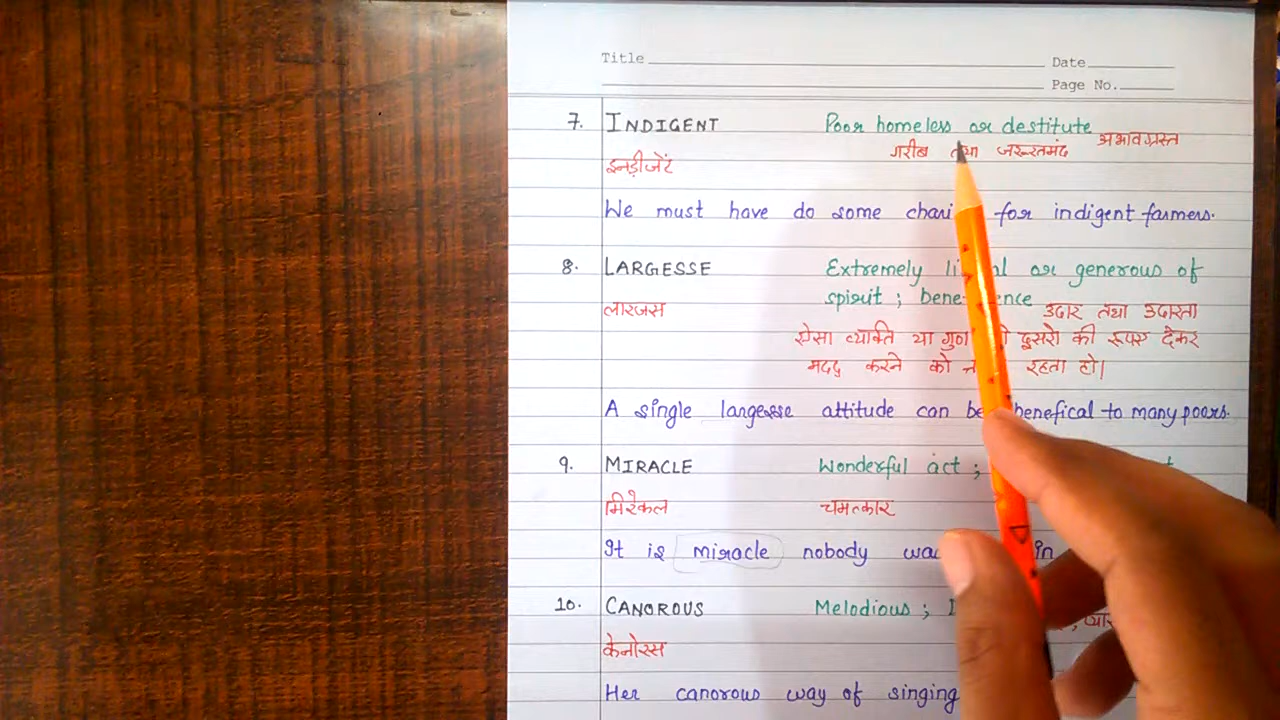 Title Date
Page No.
7. INDIGENT Poor homeless or destitute अभावग्रस्त
इनड़ीजेंट गरीब तथा जरूरतमंद
We must have do some for indigent farmers.
8. LARGESSE Extremely or generous of
spirit ;
लारजस उदार तथा उदारता
ऐसा व्यक्ति या दूसरो की रूपए देकर
मदद करने को रहता हो।
A single largesse attitude can be benefical to many poors.
9. MIRACLE Wonderful act ;
मिरेकल चमत्कार
It is miracle nobody in
10. CANOROUS Melodious ;
केनोरस
Her canorous way of singing